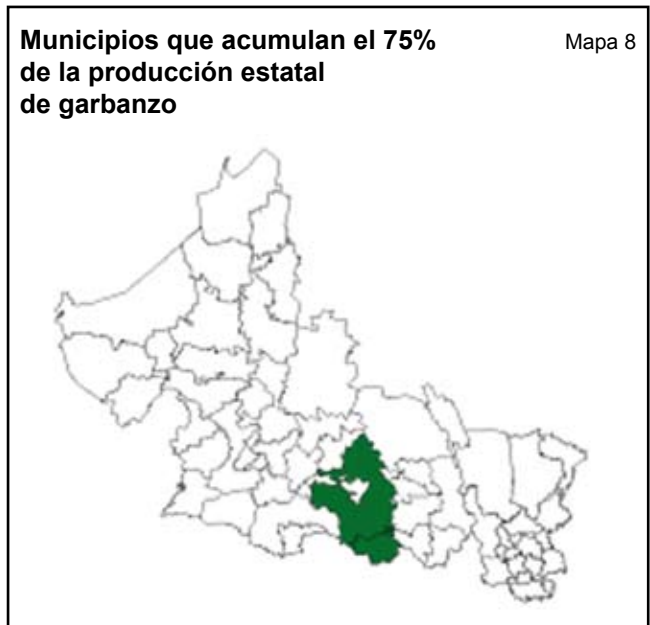 Municipios que acumulan el 75%
de la producción estatal
de garbanzo
Mapa 8